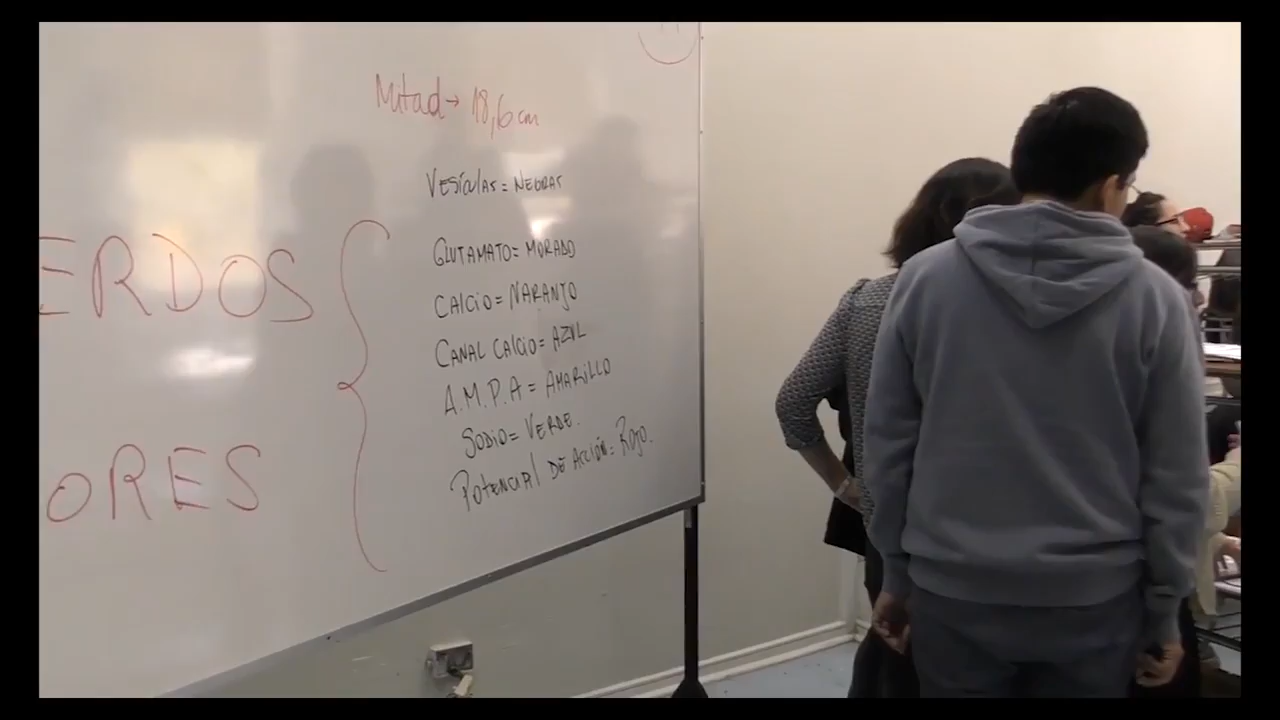 Mitad → 18,6 cm
VESÍCULAS = NEGRAS
ERDOS
GLUTAMATO = MORADO
CALCIO = NARANJO
CANAL CALCIO = AZUL
A.M.P.A = AMARILLO
SODIO = VERDE.
POTENCIAL DE ACCIÓN = ROJO.
ORES